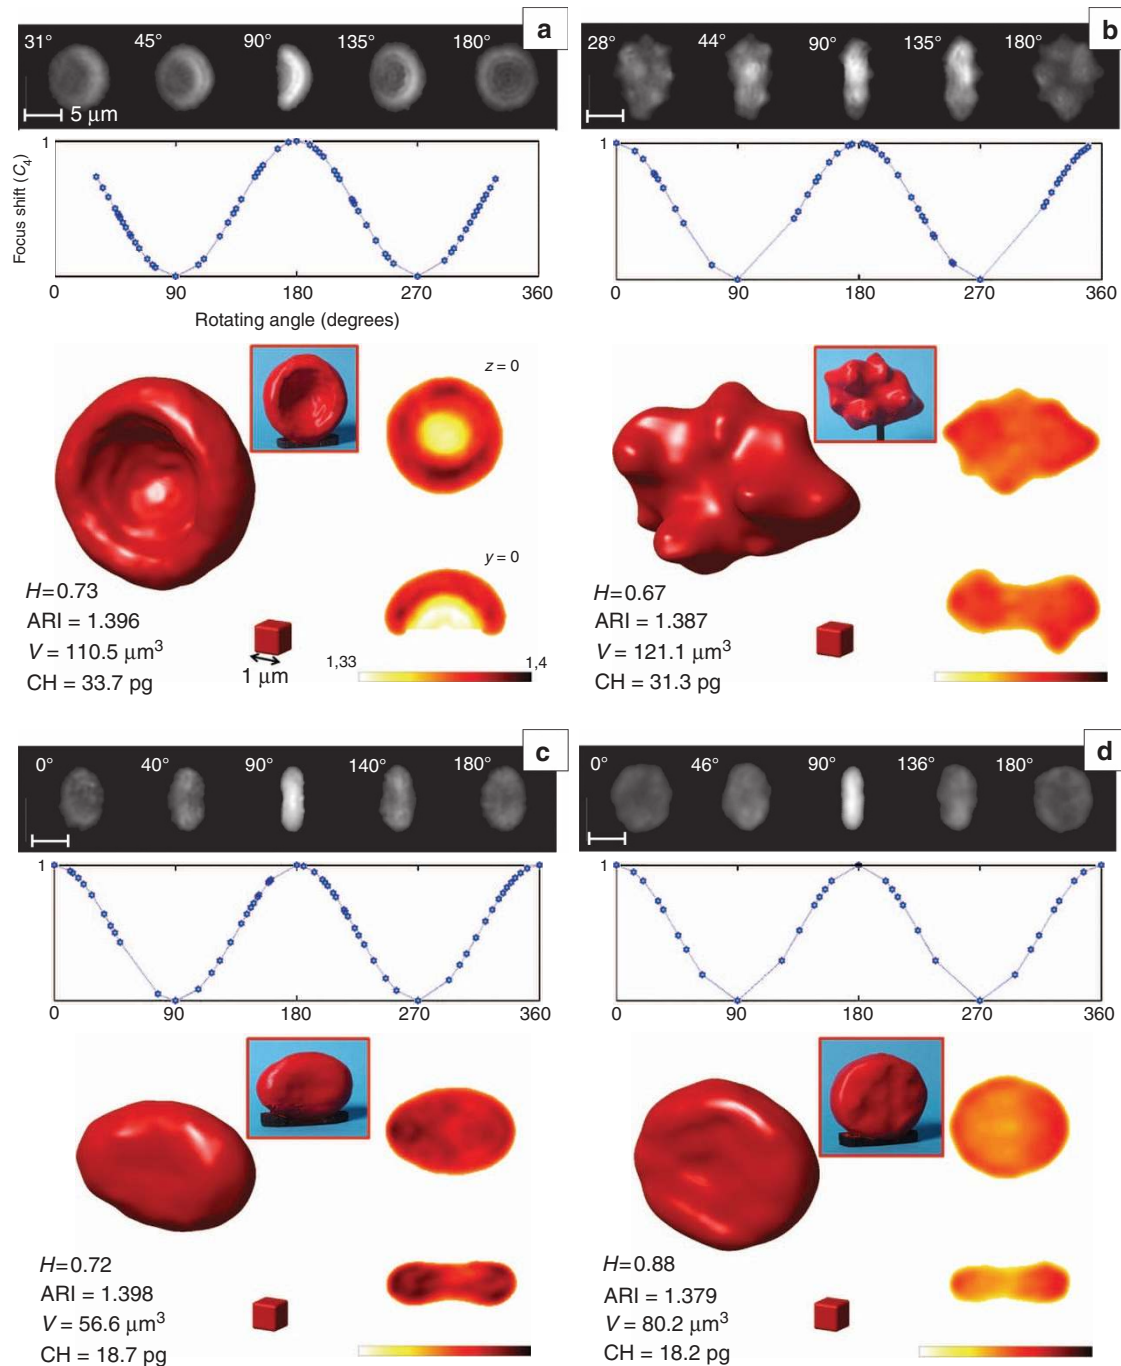 a
31° 45° 90° 135° 180°
5 μm
1
Focus shift (C4)
0 90 180 270 360
Rotating angle (degrees)
z = 0
y = 0
H=0.73
ARI = 1.396
V = 110.5 μm3
CH = 33.7 pg
1 μm
1,33 1,4
b
28° 44° 90° 135° 180°
1
0 90 180 270 360
H=0.67
ARI = 1.387
V = 121.1 μm3
CH = 31.3 pg
c
0° 40° 90° 140° 180°
1
0 90 180 270 360
H=0.72
ARI = 1.398
V = 56.6 μm3
CH = 18.7 pg
d
0° 46° 90° 136° 180°
1
0 90 180 270 360
H=0.88
ARI = 1.379
V = 80.2 μm3
CH = 18.2 pg